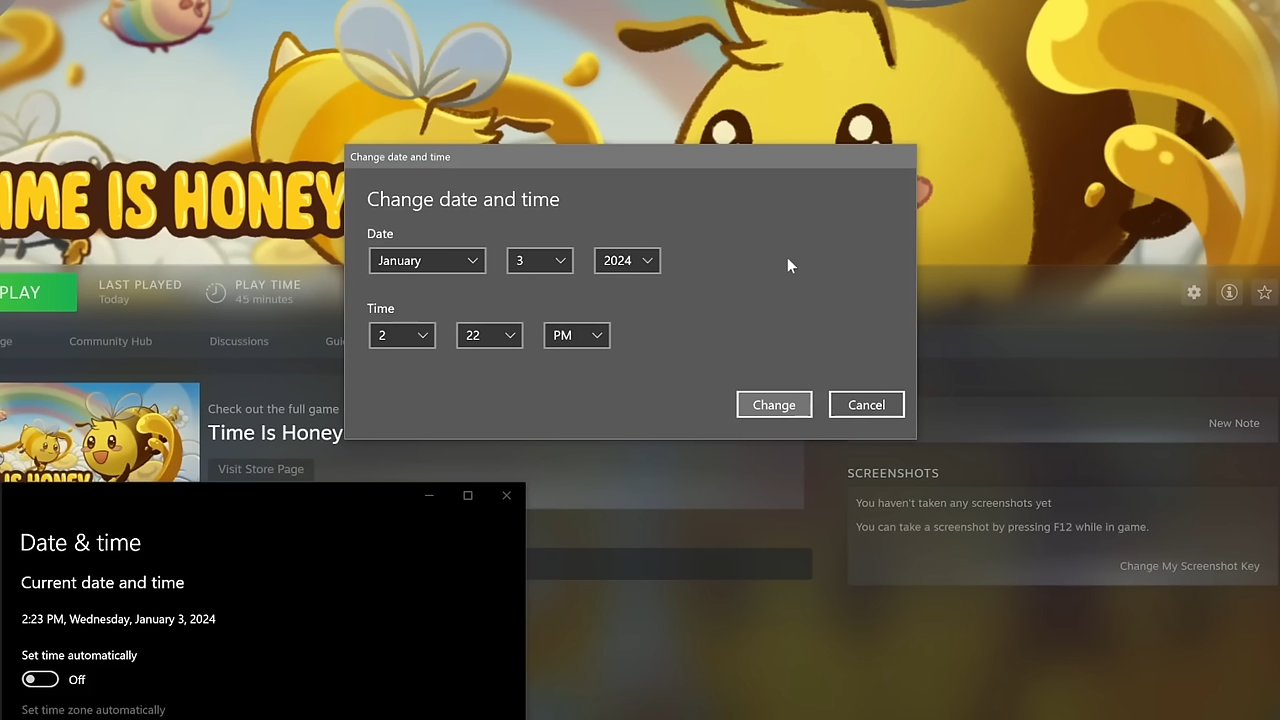 Change date and time
Change date and time
Date
January 3 2024
Time
2 22 PM
Change Cancel
IME IS HONEY
PLAY
LAST PLAYED
Today
PLAY TIME
45 minutes
ge Community Hub Discussions Gui
Check out the full game
Time Is Honey
Visit Store Page
IS HONEY
New Note
SCREENSHOTS
You haven't taken any screenshots yet
You can take a screenshot by pressing F12 while in game.
Change My Screenshot Key
Date & time
Current date and time
2:23 PM, Wednesday, January 3, 2024
Set time automatically
Off
Set time zone automatically